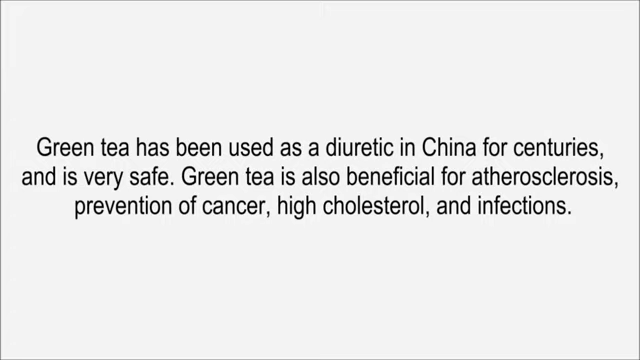 Green tea has been used as a diuretic in China for centuries,
and is very safe. Green tea is also beneficial for atherosclerosis,
prevention of cancer, high cholesterol, and infections.